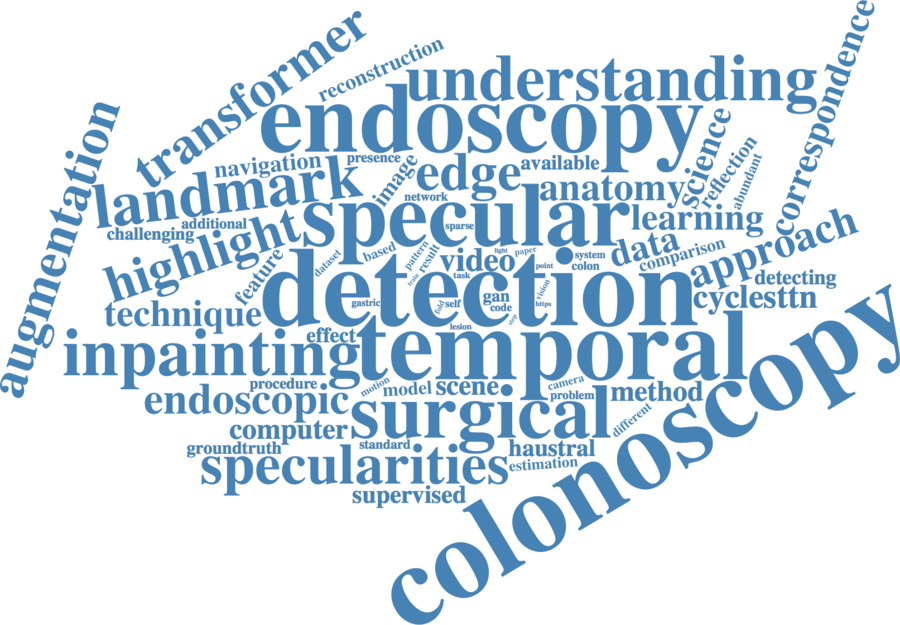 transformer
reconstruction
understanding
correspondence
endoscopy
augmentation
navigation
presence
image
edge
available
science
reflection
abundant
landmark
network
anatomy
specular
sparse
learning
additional
challenging
highlight
feature
dataset
based
pattern
train
result
video
light
paper
task
point
system
colon
data
comparison
approach
detecting
detection
technique
gastric
fold
self
gan
code
step
vision
https
cyclesttn
lesion
effect
inpainting
temporal
procedure
motion
model
scene
camera
problem
method
endoscopic
surgical
different
computer
groundtruth
standard
haustral
specularities
estimation
supervised
colonoscopy